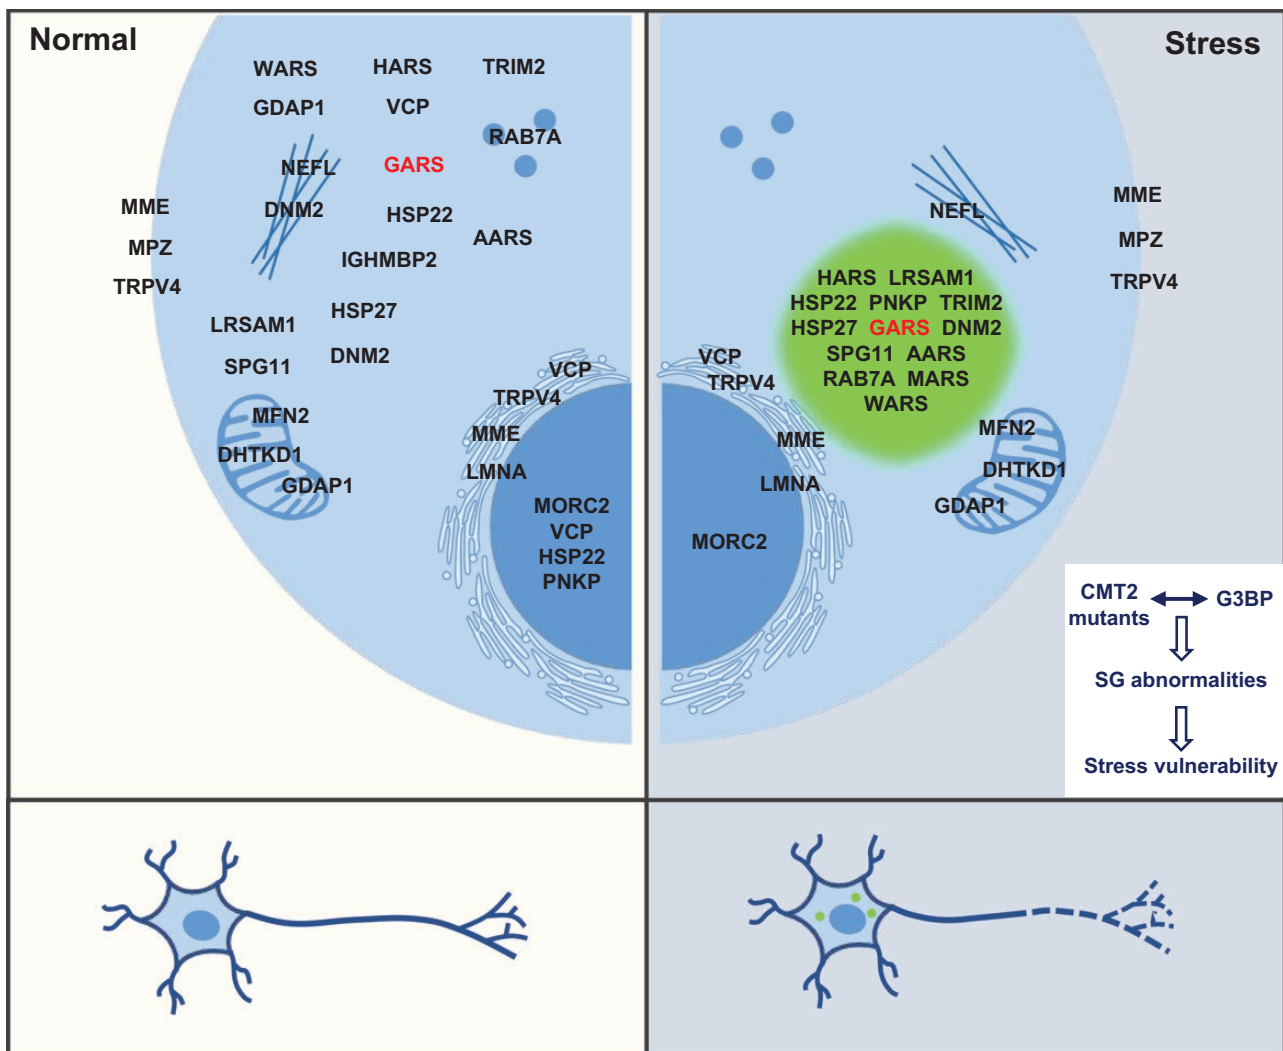 Normal
WARS HARS TRIM2
GDAP1 VCP
RAB7A
NEFL GARS
MME DNM2 HSP22
AARS
MPZ IGHMBP2
TRPV4
HSP27
LRSAM1
DNM2
SPG11
VCP
TRPV4
MFN2
MME
DHTKD1
LMNA
GDAP1
MORC2
VCP
HSP22
PNKP
Stress
MME
NEFL
MPZ
TRPV4
HARS LRSAM1
HSP22 PNKP TRIM2
HSP27 GARS DNM2
SPG11 AARS
RAB7A MARS
WARS
VCP
TRPV4
MFN2
MME
DHTKD1
LMNA
GDAP1
MORC2
CMT2
mutants
G3BP
SG abnormalities
Stress vulnerability